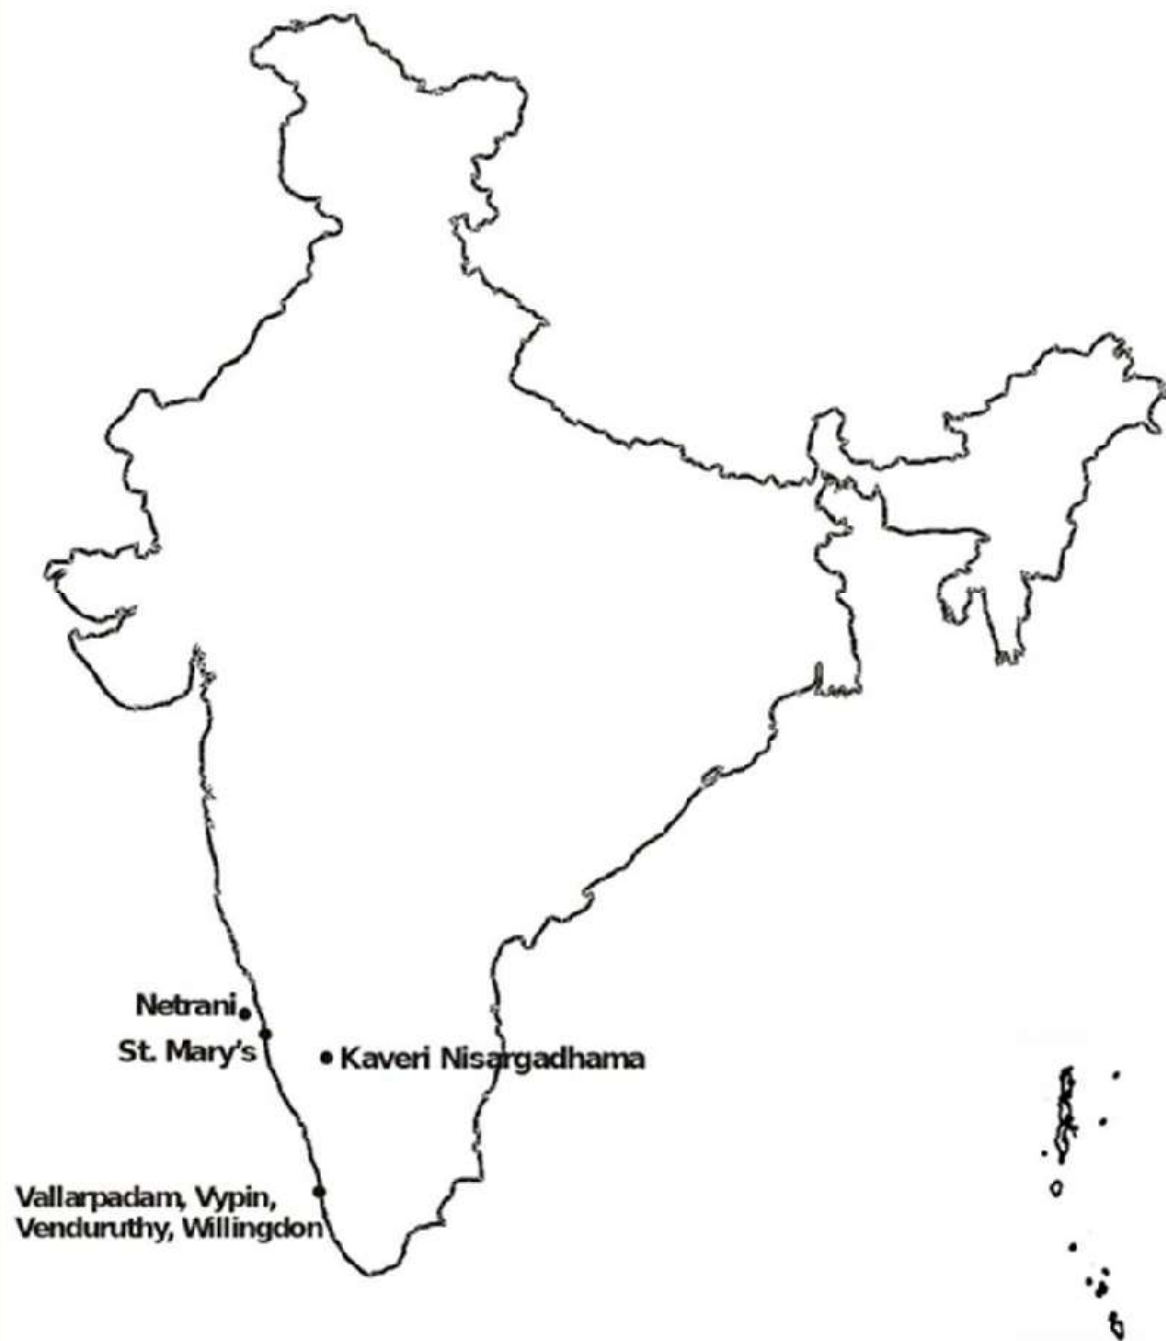 Netrani
St. Mary's
Kaveri Nisargadhama
Vallarpadam, Vypin,
Venduruthy, Willingdon